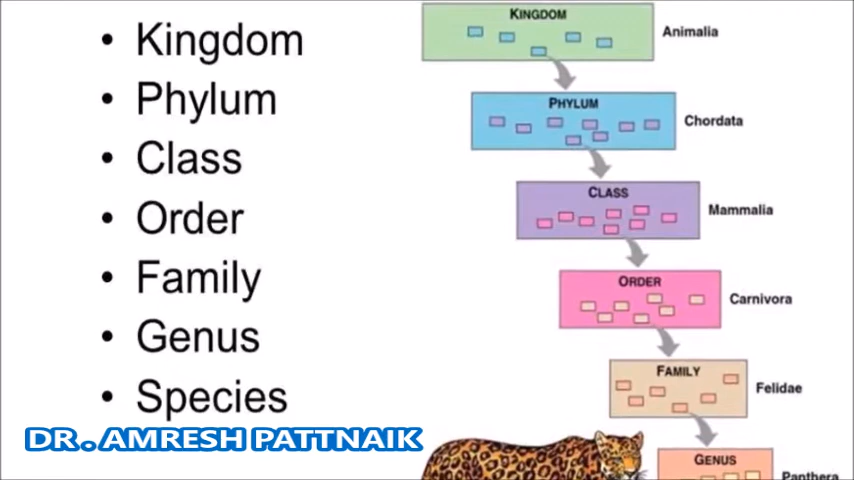 • Kingdom
• Phylum
• Class
• Order
• Family
• Genus
• Species
DR . AMRESH PATTNAIK
KINGDOM
Animalia
PHYLUM
Chordata
CLASS
Mammalia
ORDER
Carnivora
FAMILY
Felidae
GENUS
Panthera